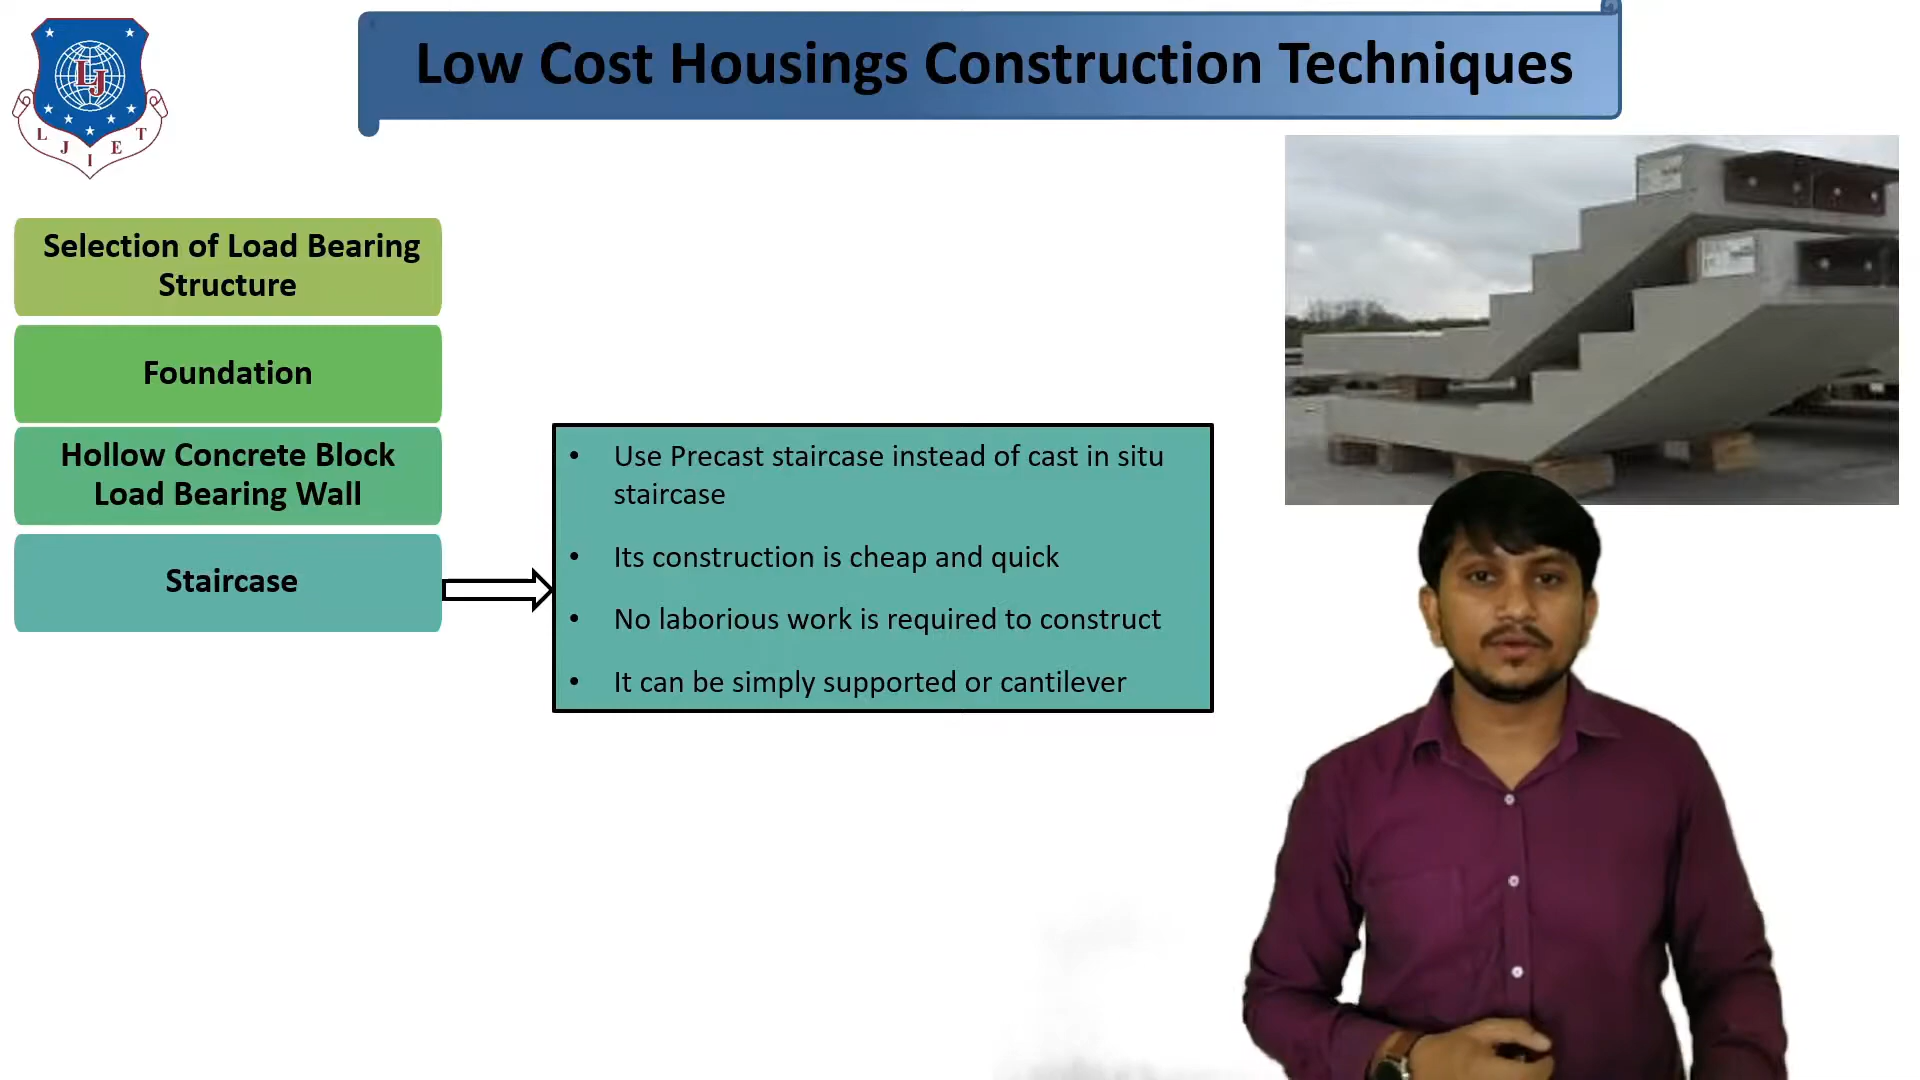 Low Cost Housings Construction Techniques
LJ
L J I E T
Selection of Load Bearing
Structure
Foundation
Hollow Concrete Block
Load Bearing Wall
Staircase
• Use Precast staircase instead of cast in situ
staircase
• Its construction is cheap and quick
• No laborious work is required to construct
• It can be simply supported or cantilever